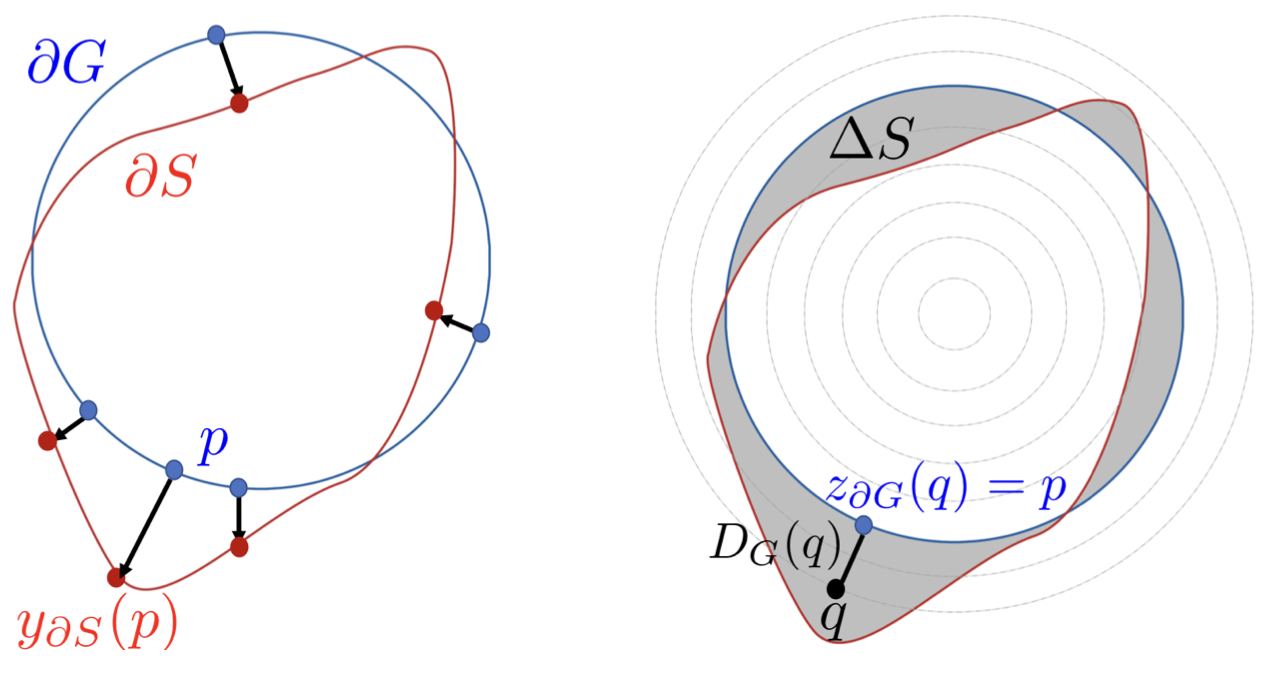 ∂G
∂S
p
y∂S(p)
ΔS
z∂G(q) = p
DG(q)
q